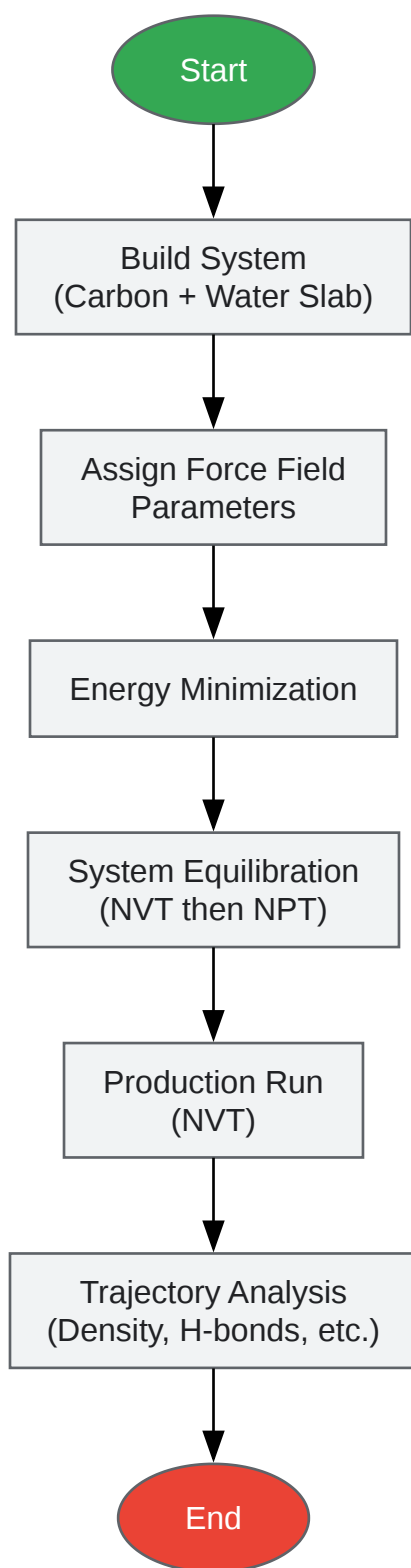 Start
Build System
(Carbon + Water Slab)
Assign Force Field
Parameters
Energy Minimization
System Equilibration
(NVT then NPT)
Production Run
(NVT)
Trajectory Analysis
(Density, H-bonds, etc.)
End